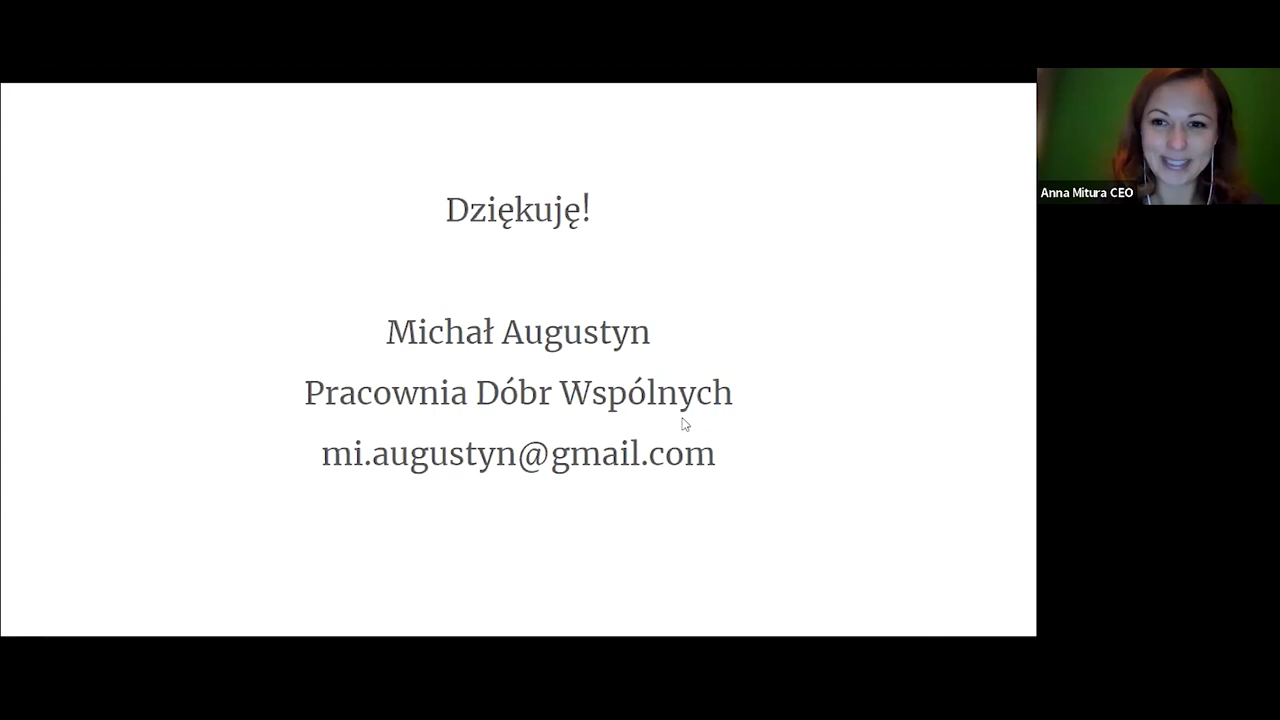 Dziękuję!
Michał Augustyn
Pracownia Dóbr Wspólnych
mi.augustyn@gmail.com
Anna Mitura CEO